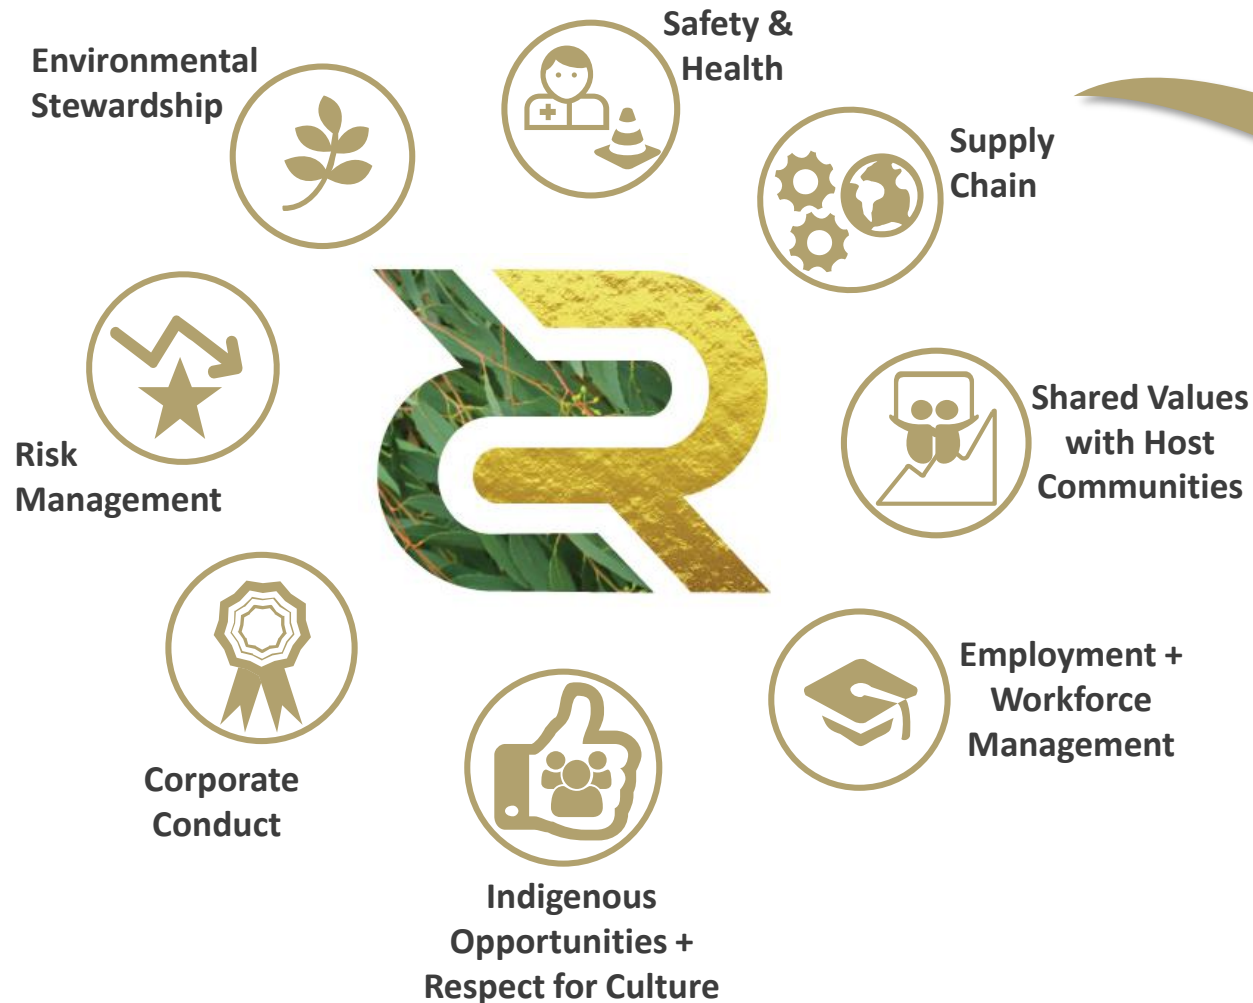 Safety &
Health
Environmental
Stewardship
Supply
Chain
Shared Values
with Host
Communities
Risk
Management
Employment +
Workforce
Management
Corporate
Conduct
Indigenous
Opportunities +
Respect for Culture